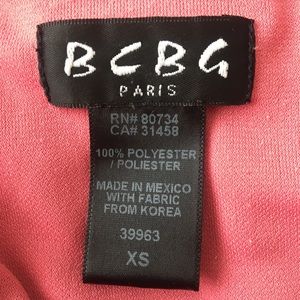 BCBG
PARIS
RN# 80734
CA# 31458
100% POLYESTER
/ POLIESTER
MADE IN MEXICO
WITH FABRIC
FROM KOREA
39963
XS